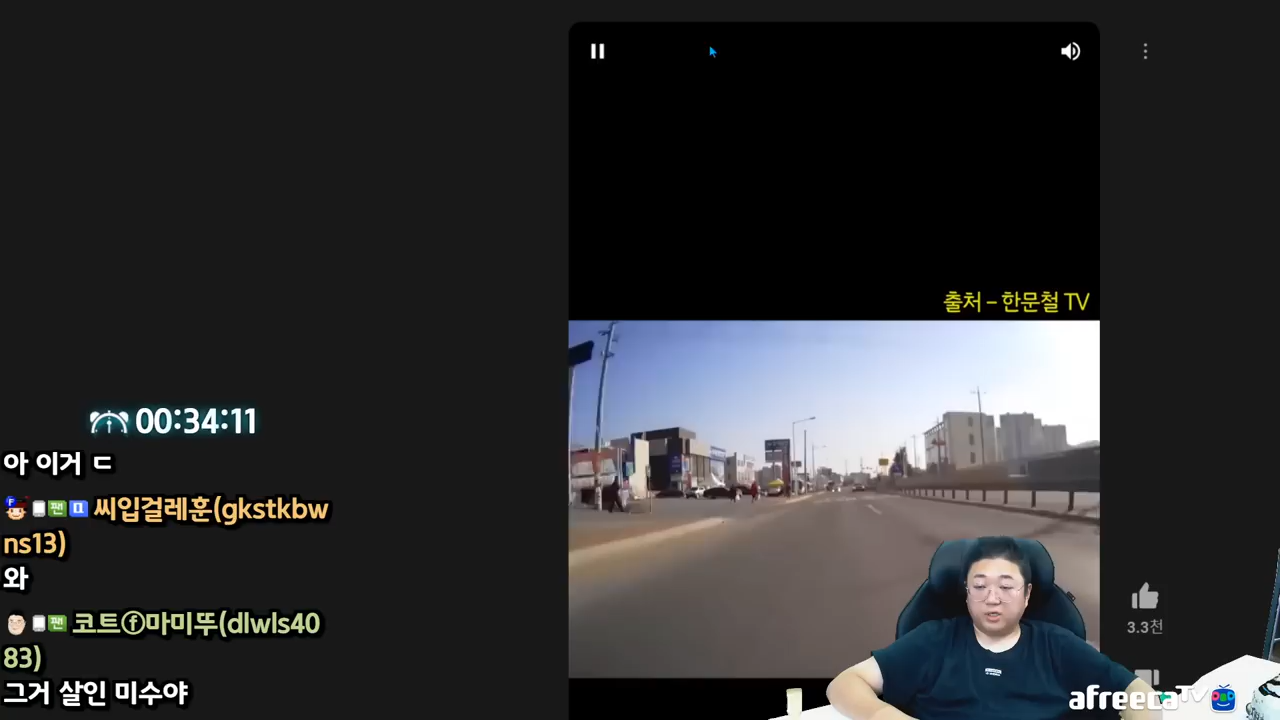 출처 – 한문철 TV
00:34:11
아 이거 ㄷ
팬 씨입걸레훈(gkstkbw
ns13)
와
팬 코트ⓕ마미뚜(dlwls40
83)
그거 살인 미수야
3.3천
afreecaTV